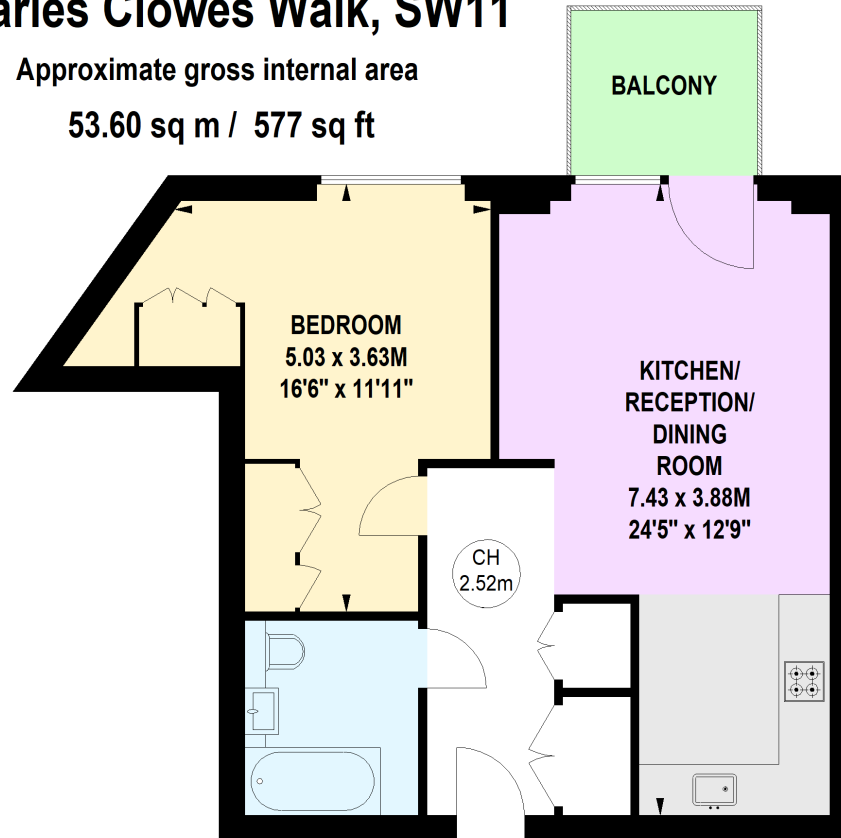 Clowes Walk, SW11
Approximate gross internal area
53.60 sq m / 577 sq ft
BALCONY
BEDROOM
5.03 x 3.63M
16'6" x 11'11"
KITCHEN/
RECEPTION/
DINING
ROOM
7.43 x 3.88M
24'5" x 12'9"
CH
2.52m